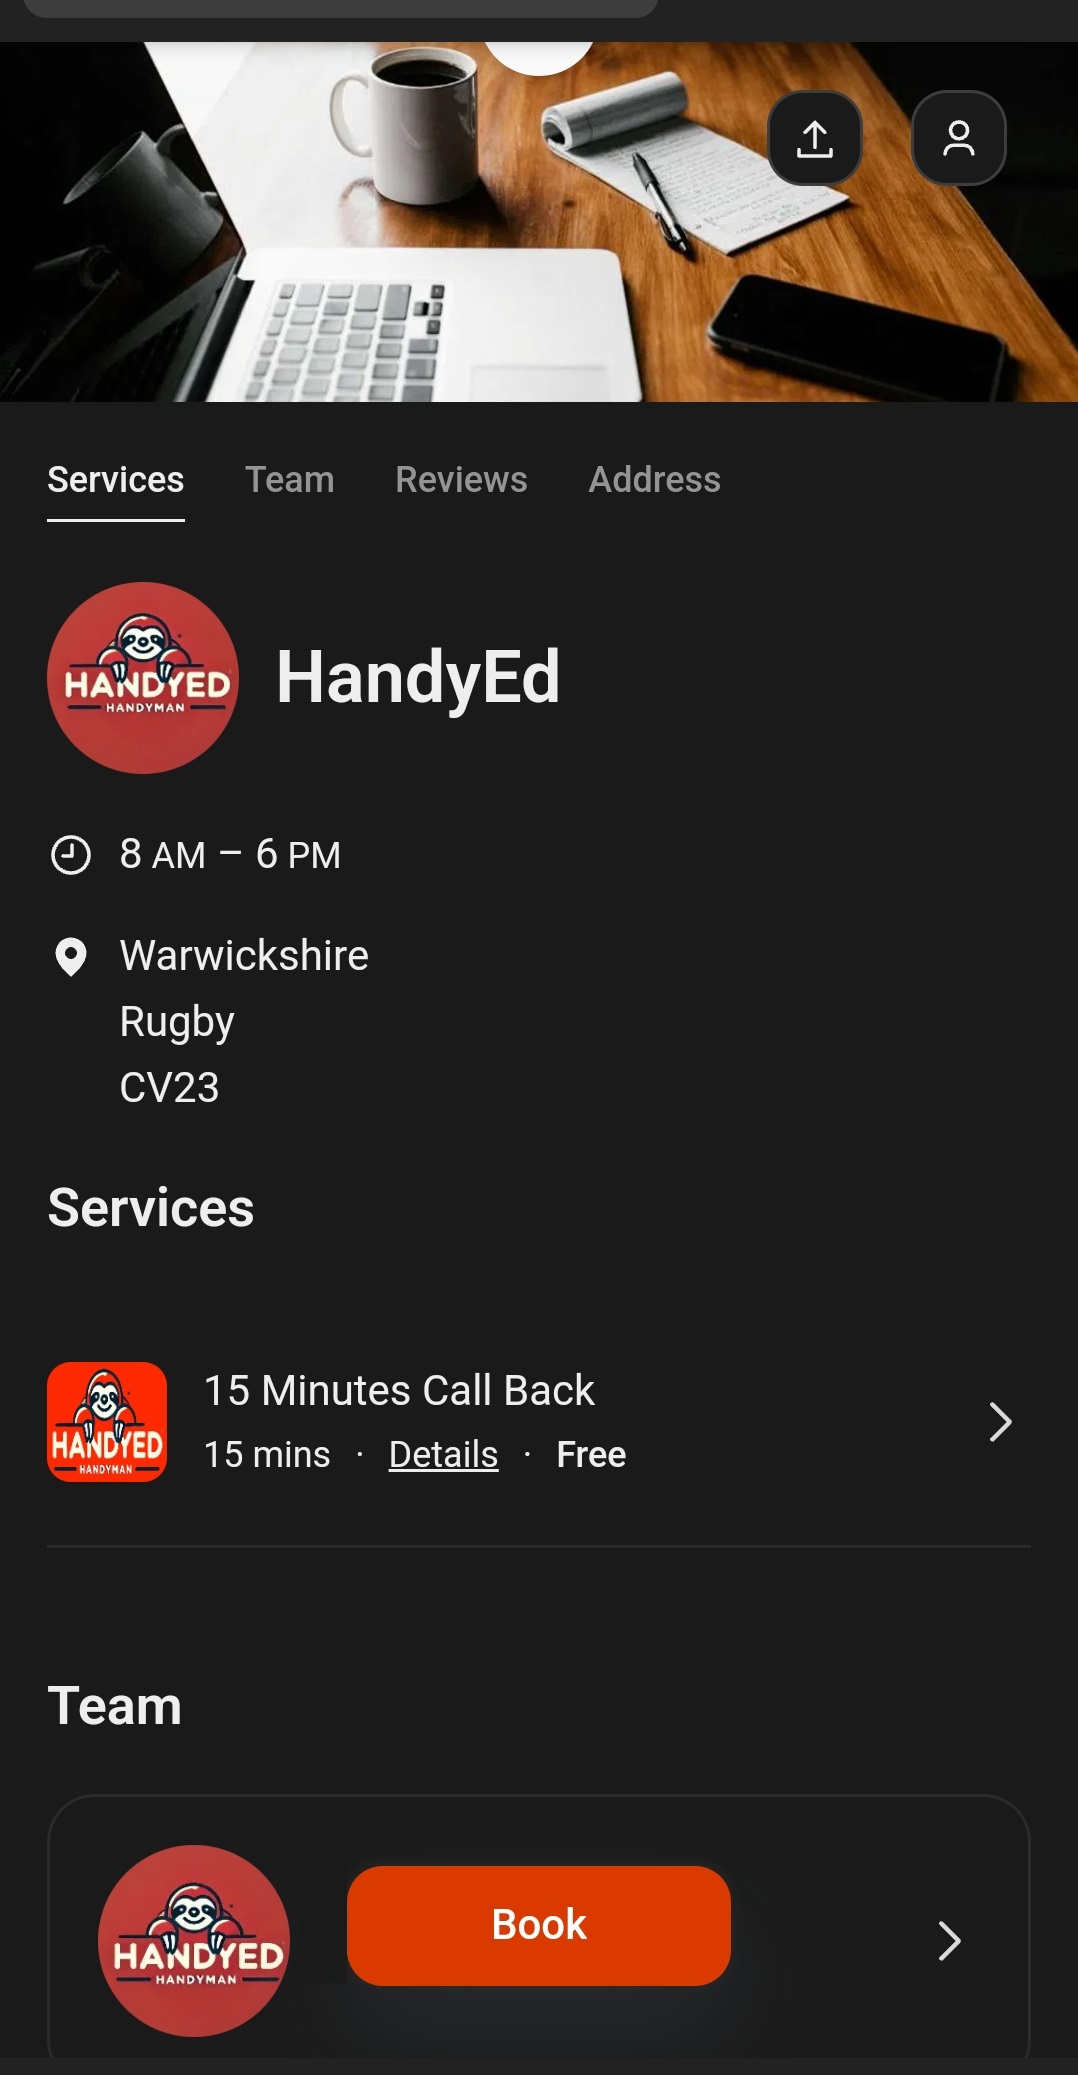 Services Team Reviews Address
HANDYED
HANDYMAN
HandyEd
8 AM – 6 PM
Warwickshire
Rugby
CV23
Services
HANDYED
HANDYMAN
15 Minutes Call Back
15 mins · Details · Free
Team
HANDYED
HANDYMAN
Book